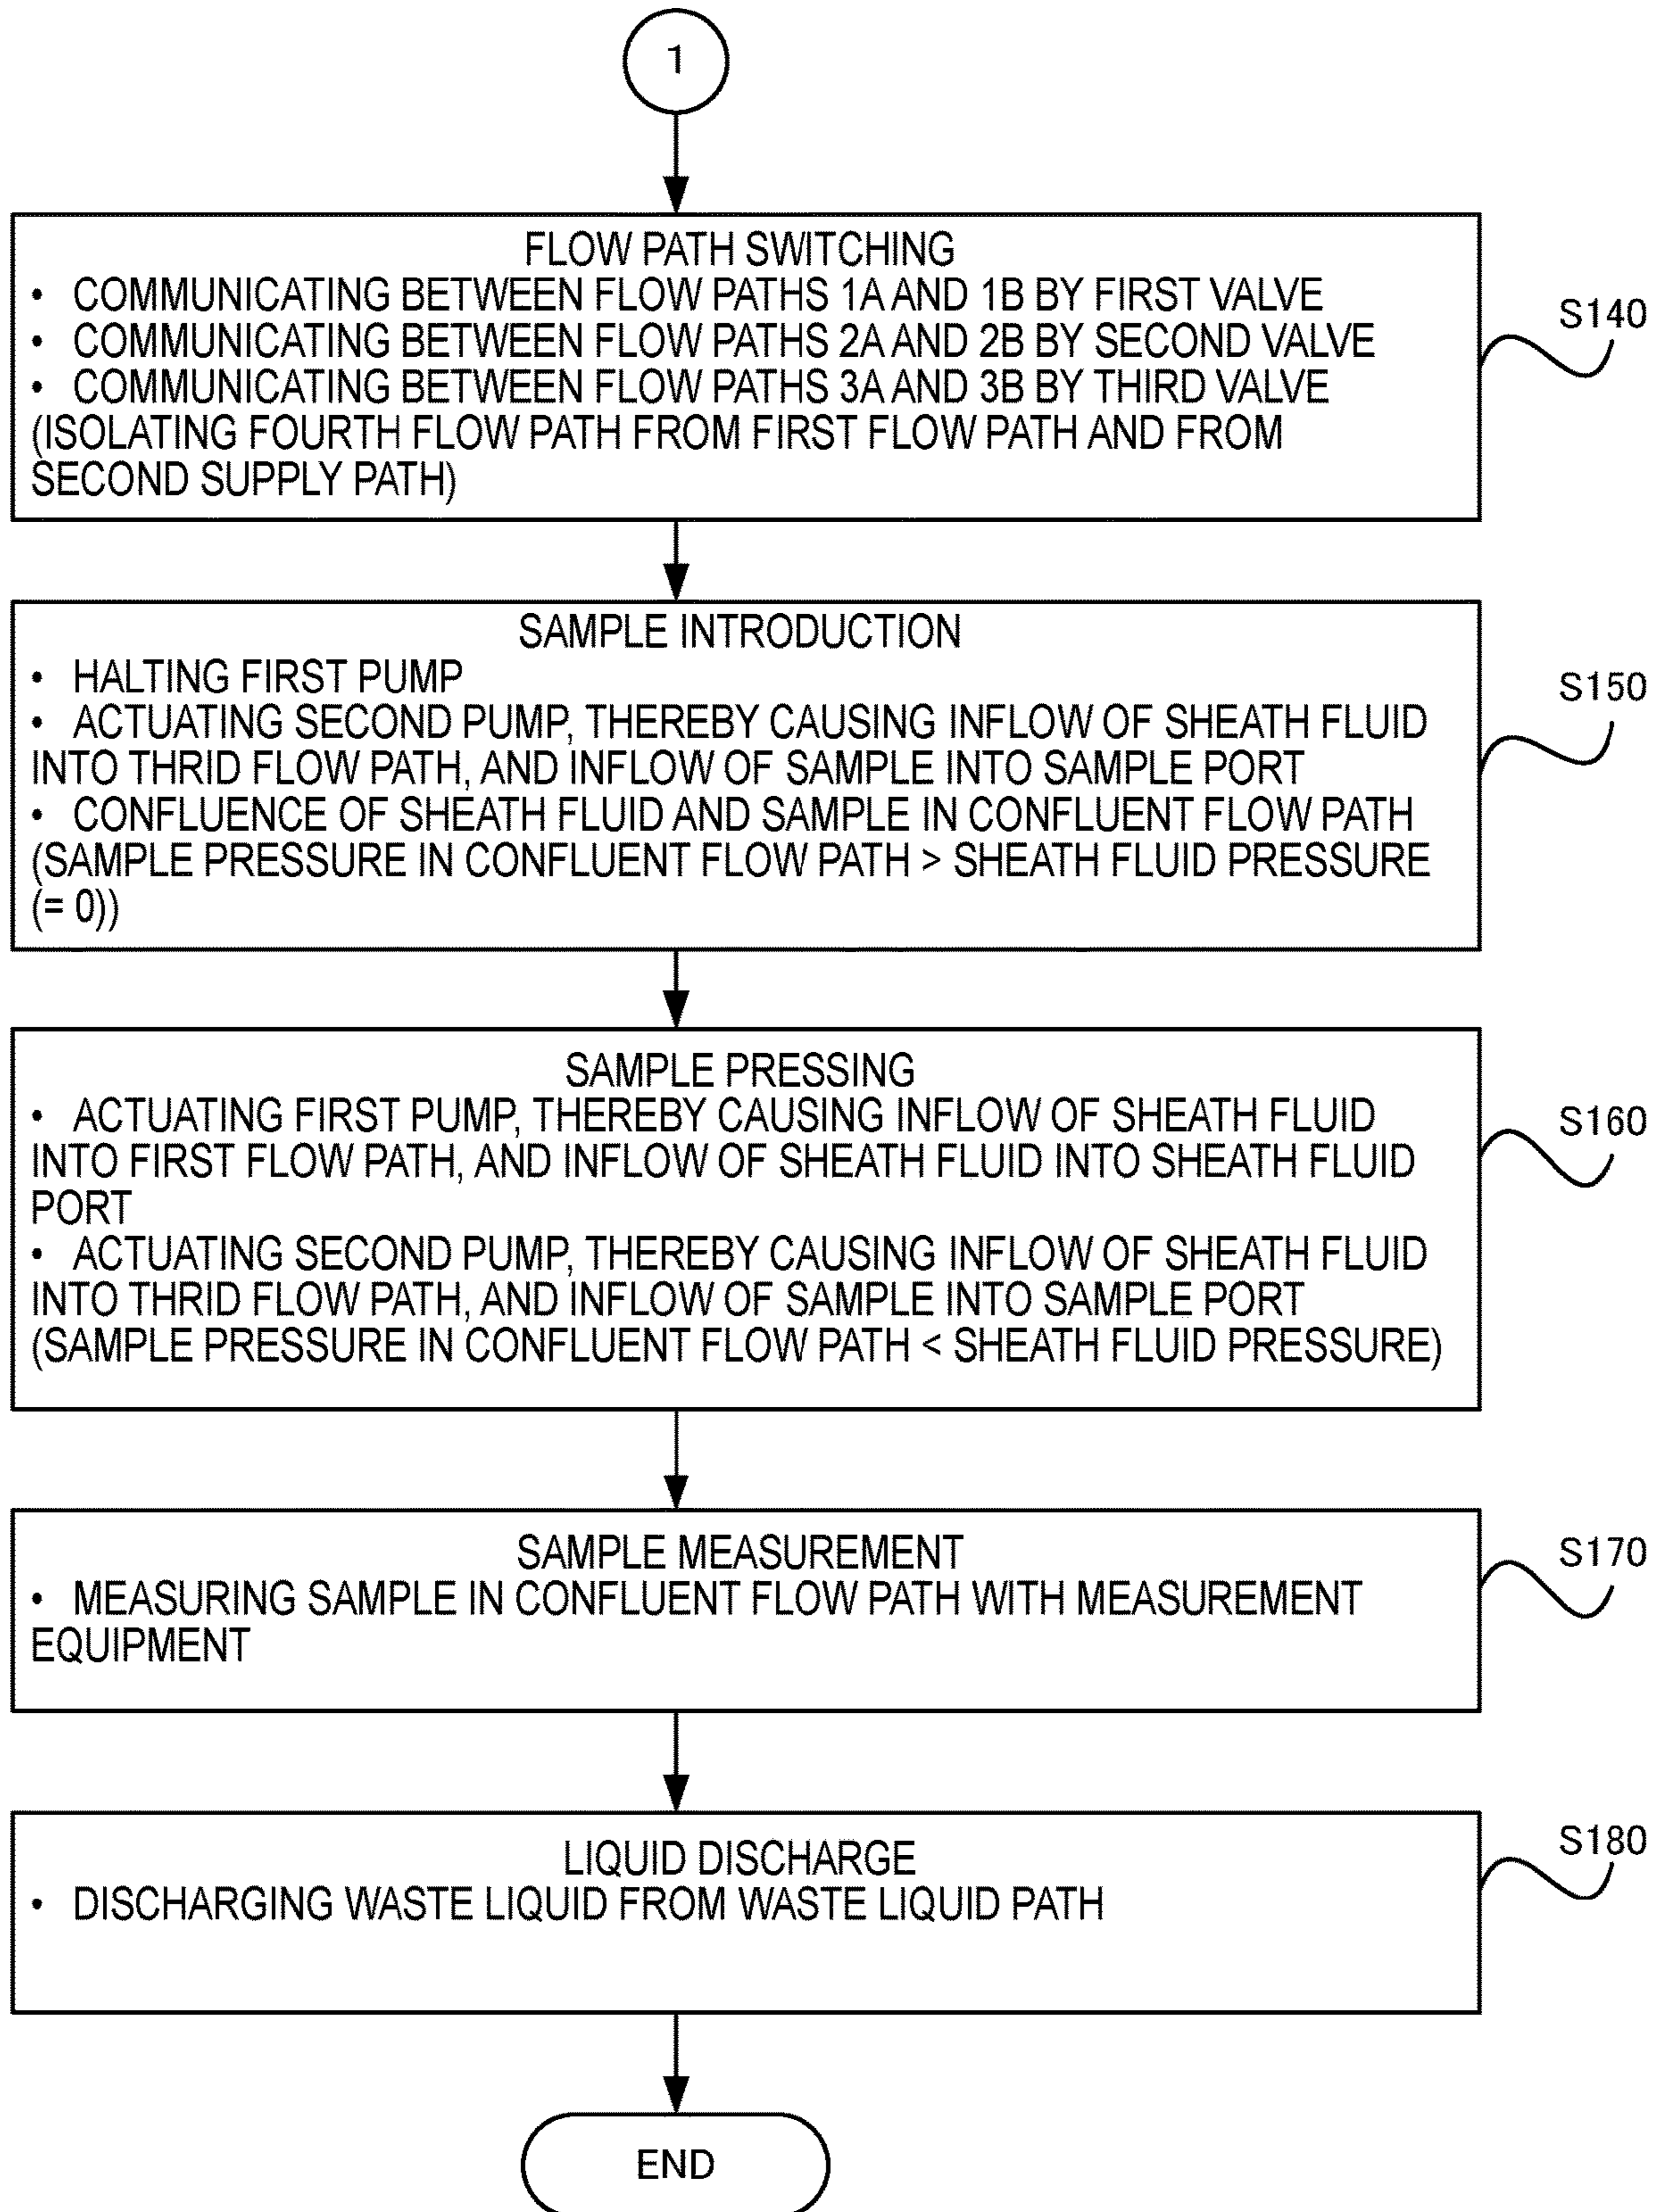 1
FLOW PATH SWITCHING
• COMMUNICATING BETWEEN FLOW PATHS 1A AND 1B BY FIRST VALVE
• COMMUNICATING BETWEEN FLOW PATHS 2A AND 2B BY SECOND VALVE
• COMMUNICATING BETWEEN FLOW PATHS 3A AND 3B BY THIRD VALVE
(ISOLATING FOURTH FLOW PATH FROM FIRST FLOW PATH AND FROM
SECOND SUPPLY PATH)
S140
SAMPLE INTRODUCTION
• HALTING FIRST PUMP
• ACTUATING SECOND PUMP, THEREBY CAUSING INFLOW OF SHEATH FLUID
INTO THRID FLOW PATH, AND INFLOW OF SAMPLE INTO SAMPLE PORT
• CONFLUENCE OF SHEATH FLUID AND SAMPLE IN CONFLUENT FLOW PATH
(SAMPLE PRESSURE IN CONFLUENT FLOW PATH > SHEATH FLUID PRESSURE
(= 0))
S150
SAMPLE PRESSING
• ACTUATING FIRST PUMP, THEREBY CAUSING INFLOW OF SHEATH FLUID
INTO FIRST FLOW PATH, AND INFLOW OF SHEATH FLUID INTO SHEATH FLUID
PORT
• ACTUATING SECOND PUMP, THEREBY CAUSING INFLOW OF SHEATH FLUID
INTO THRID FLOW PATH, AND INFLOW OF SAMPLE INTO SAMPLE PORT
(SAMPLE PRESSURE IN CONFLUENT FLOW PATH < SHEATH FLUID PRESSURE)
S160
SAMPLE MEASUREMENT
• MEASURING SAMPLE IN CONFLUENT FLOW PATH WITH MEASUREMENT
EQUIPMENT
S170
LIQUID DISCHARGE
• DISCHARGING WASTE LIQUID FROM WASTE LIQUID PATH
S180
END